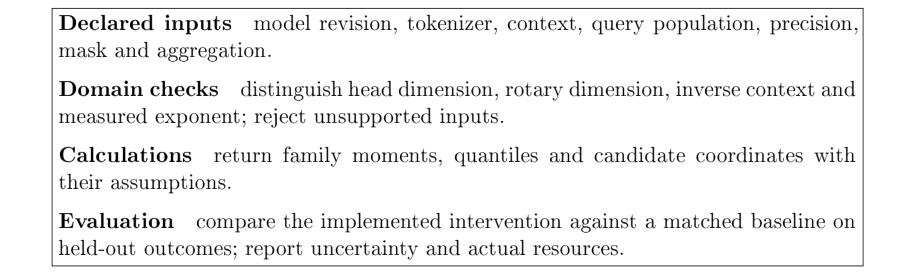 Declared inputs model revision, tokenizer, context, query population, precision,
mask and aggregation.
Domain checks distinguish head dimension, rotary dimension, inverse context and
measured exponent; reject unsupported inputs.
Calculations return family moments, quantiles and candidate coordinates with
their assumptions.
Evaluation compare the implemented intervention against a matched baseline on
held-out outcomes; report uncertainty and actual resources.